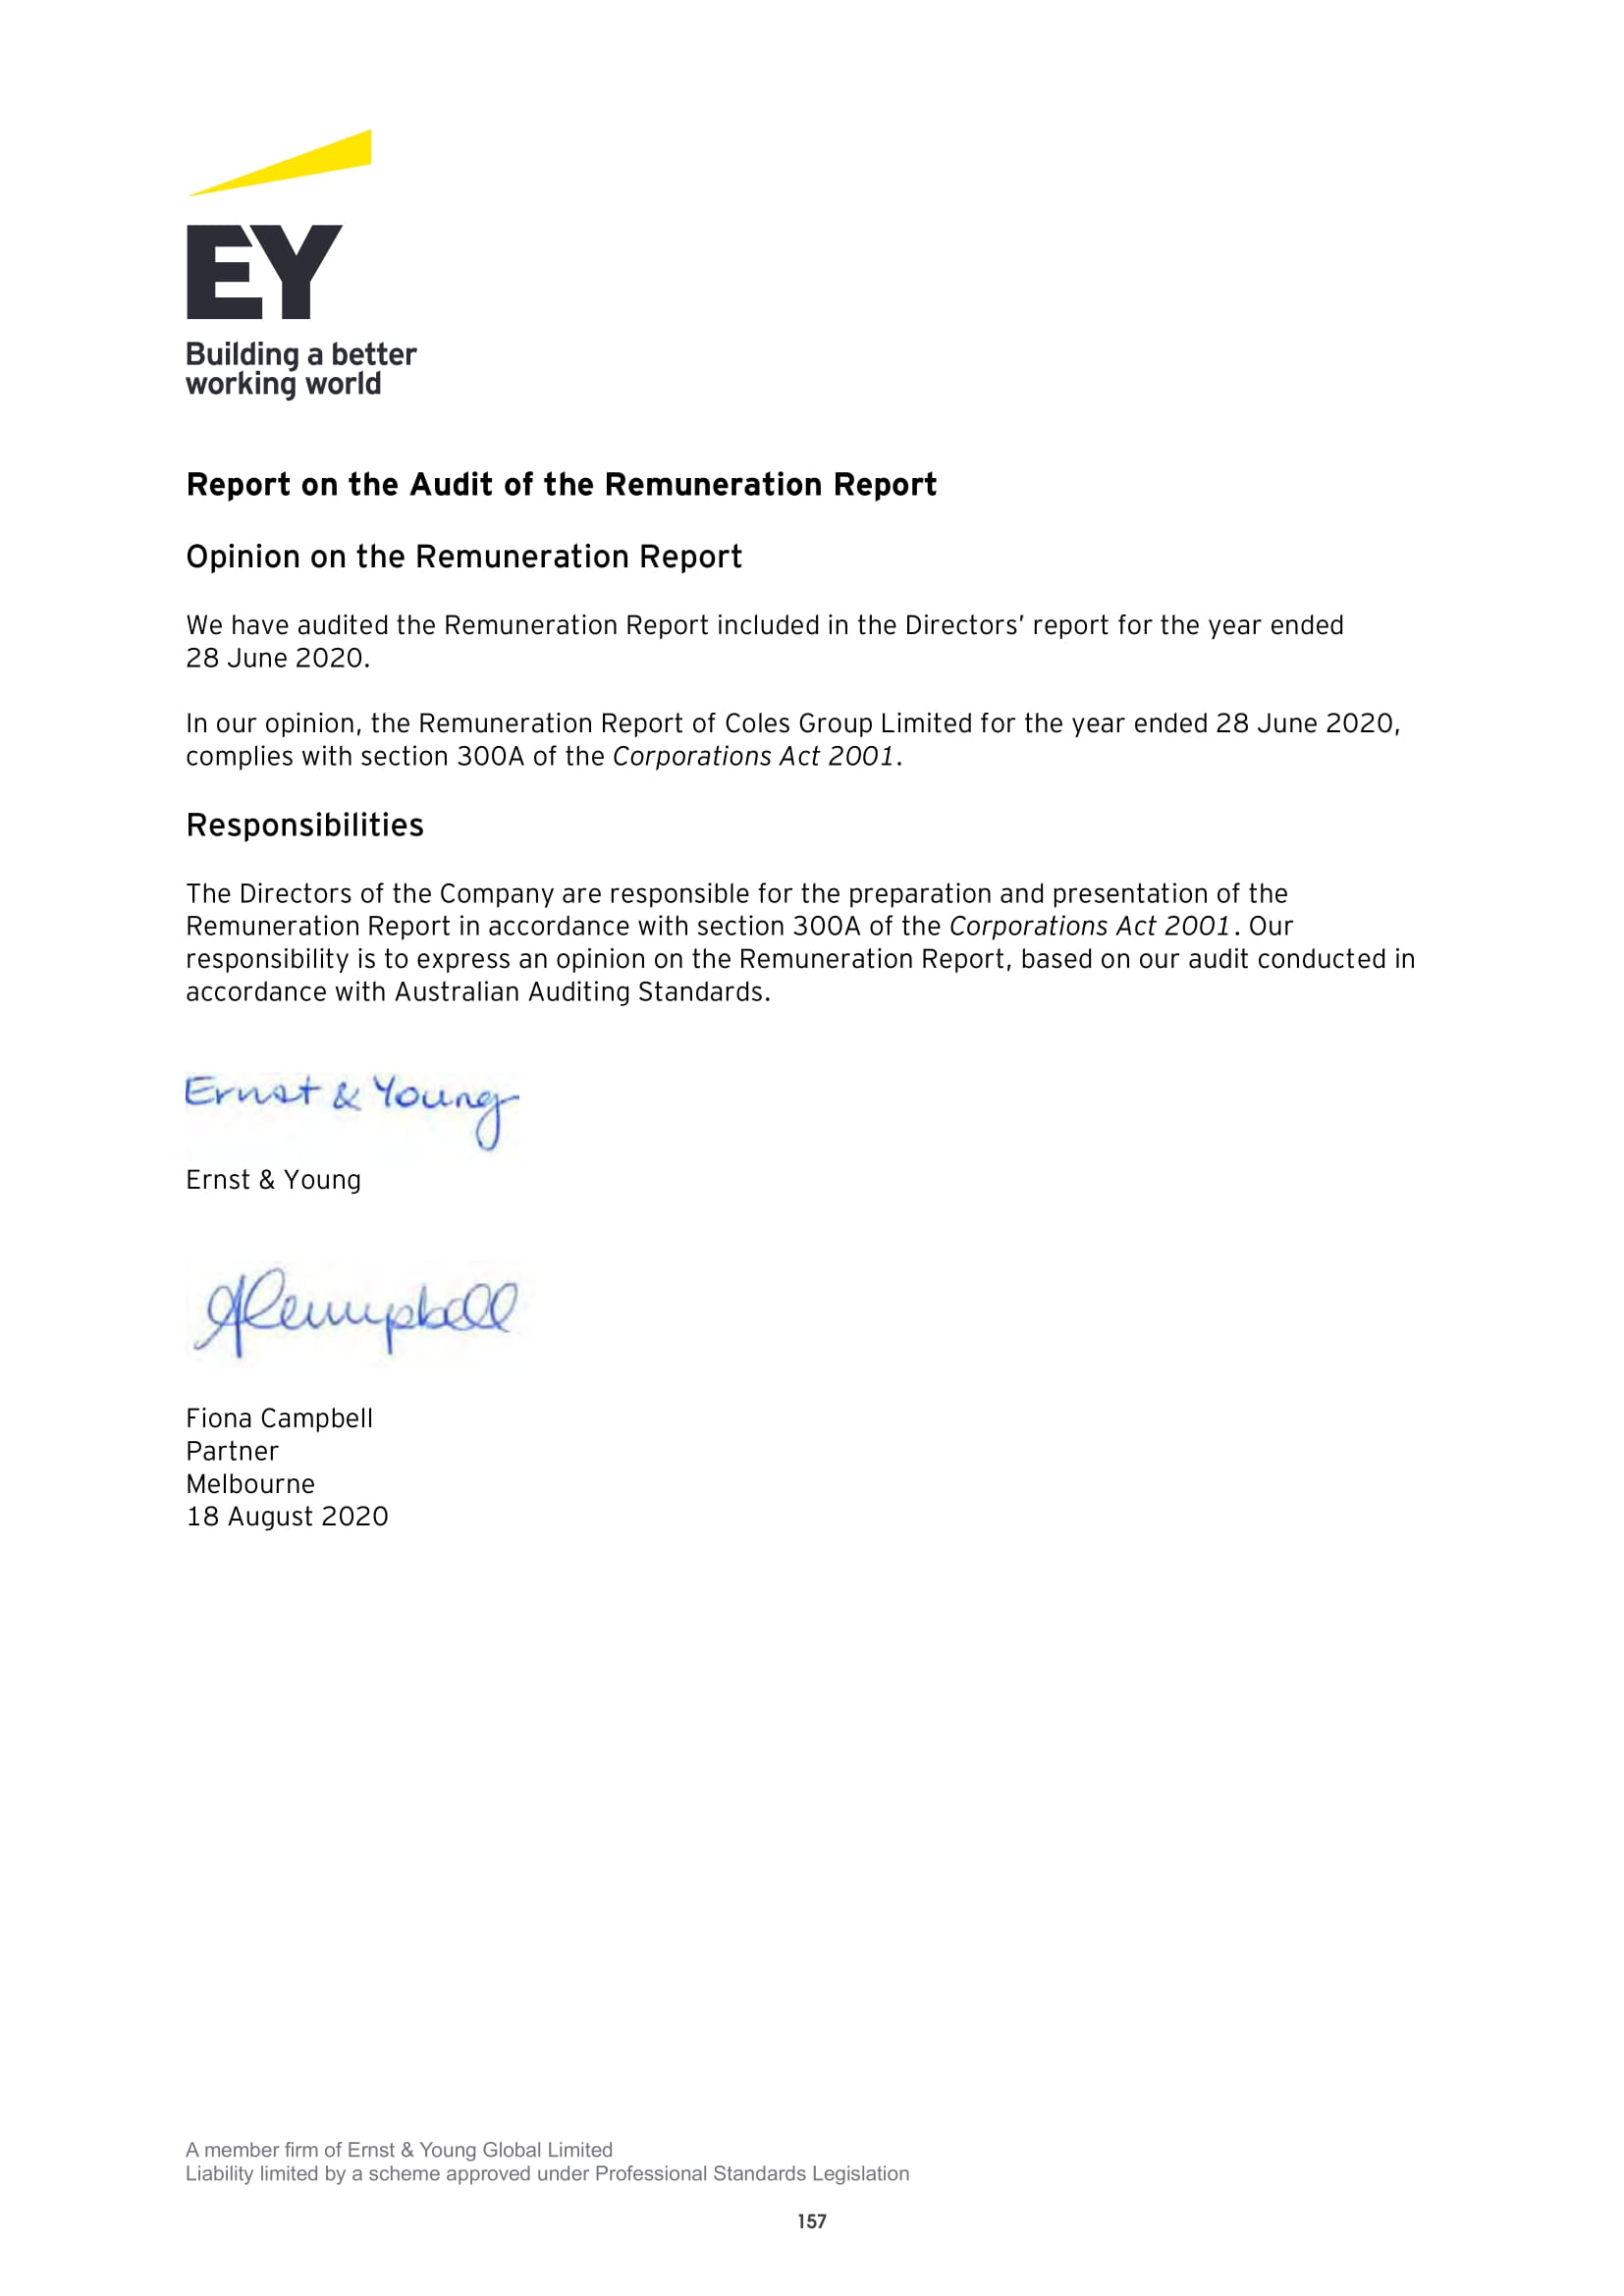 EY
Building a better
working world
Report on the Audit of the Remuneration Report
Opinion on the Remuneration Report
We have audited the Remuneration Report included in the Directors’ report for the year ended
28 June 2020.
In our opinion, the Remuneration Report of Coles Group Limited for the year ended 28 June 2020,
complies with section 300A of the Corporations Act 2001.
Responsibilities
The Directors of the Company are responsible for the preparation and presentation of the
Remuneration Report in accordance with section 300A of the Corporations Act 2001. Our
responsibility is to express an opinion on the Remuneration Report, based on our audit conducted in
accordance with Australian Auditing Standards.
Ernst & Young
Ernst & Young
Fiona Campbell
Partner
Melbourne
18 August 2020
A member firm of Ernst & Young Global Limited
Liability limited by a scheme approved under Professional Standards Legislation
157